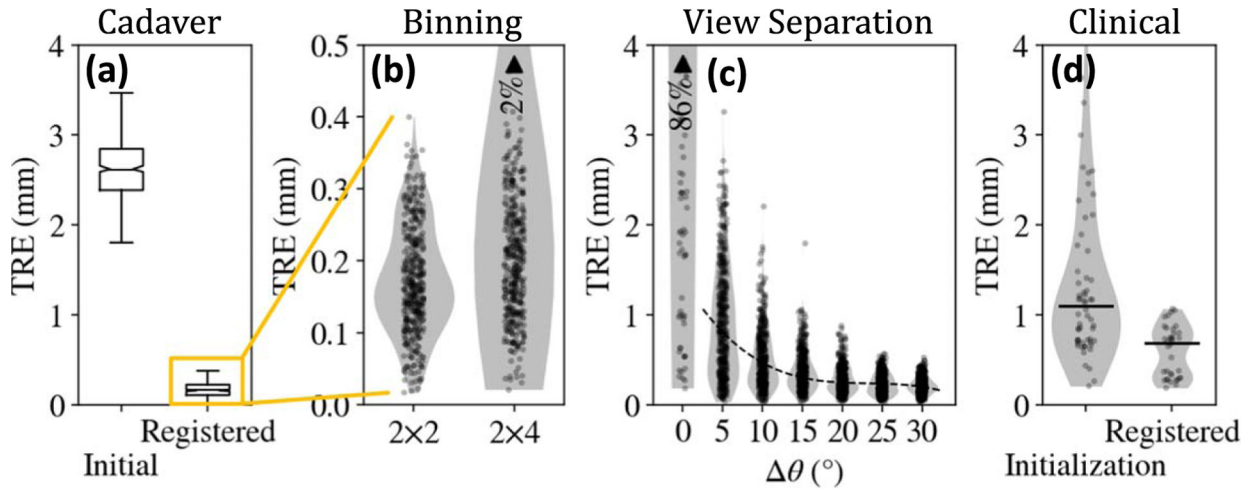 Cadaver
Binning
View Separation
Clinical
(a)
TRE (mm)
4
3
2
1
0
Registered
Initial
(b)
TRE (mm)
0.5
0.4
0.3
0.2
0.1
0.0
2%
2×2 2×4
(c)
TRE (mm)
4
3
2
1
0
86%
0 5 10 15 20 25 30
Δθ (°)
(d)
TRE (mm)
4
3
2
1
0
Registered
Initialization